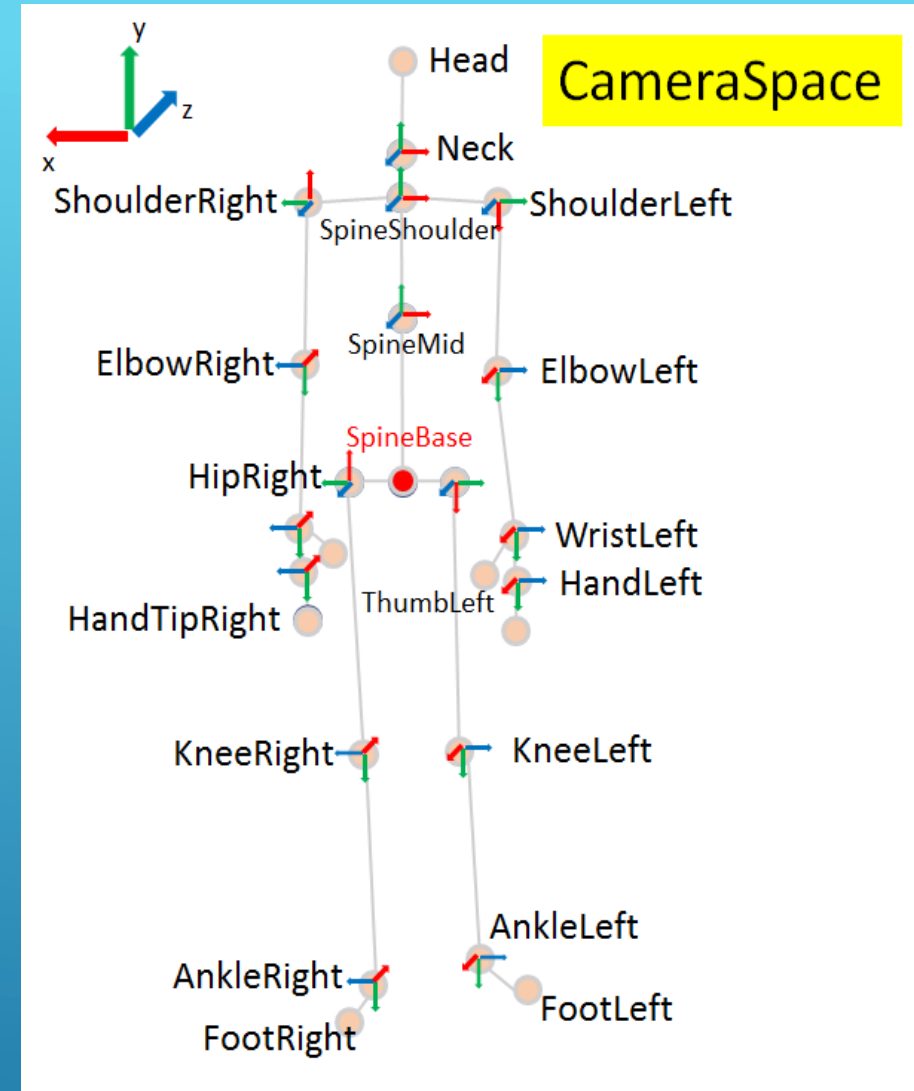 y
z
x
CameraSpace
Head
Neck
ShoulderRight
ShoulderLeft
SpineShoulder
SpineMid
ElbowRight
ElbowLeft
SpineBase
HipRight
WristLeft
HandLeft
ThumbLeft
HandTipRight
KneeRight
KneeLeft
AnkleLeft
AnkleRight
FootLeft
FootRight